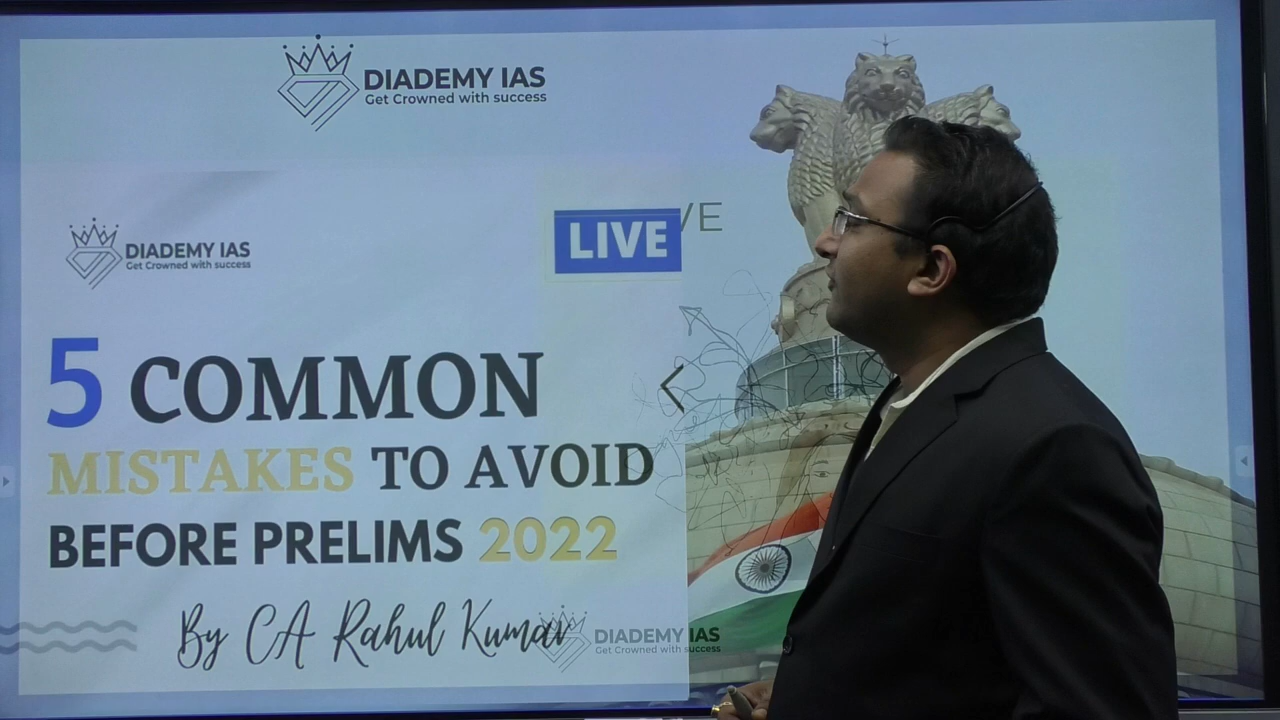 DIADEMY IAS
Get Crowned with success
DIADEMY IAS
Get Crowned with success
LIVE
VE
5 COMMON
MISTAKES TO AVOID
BEFORE PRELIMS 2022
By CA Rahul Kumar
DIADEMY IAS
Get Crowned with success